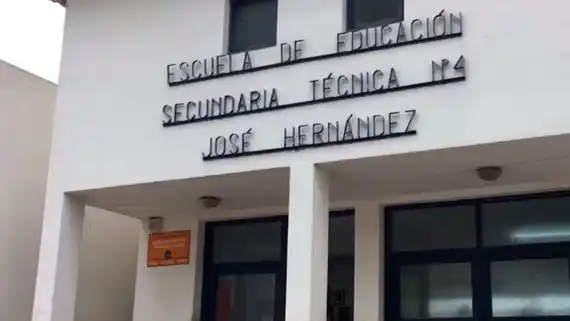 ESCUELA DE EDUCACIÓN
SECUNDARIA TÉCNICA Nº4
JOSÉ HERNÁNDEZ